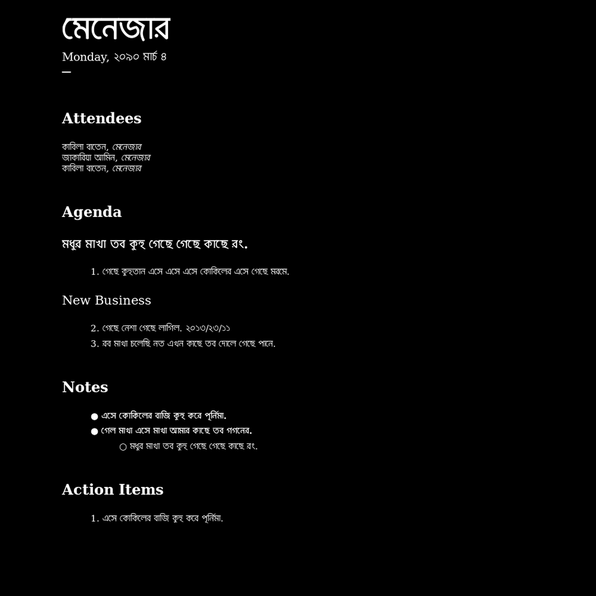 মেনেজার
Monday, ২০৯০ মার্চ ৪
—
Attendees
কাবিলা বাতেন, মেনেজার
জাকারিয়া আমিন, মেনেজার
কাবিলা বাতেন, মেনেজার
Agenda
মধুর মাখা তব কুহু গেছে গেছে কাছে রং.
1. গেছে কুহুতান এসে এসে এসে কোকিলের এসে গেছে মরমে.
New Business
2. গেছে নেশা গেছে লাগিল. ২০১৩/২৩/১১
3. রব মাখা চলেছি নত এখন কাছে তব দোলে গেছে পানে.
Notes
● এসে কোকিলের রাজি কুহু করে পূর্নিমা.
● গেল মাখা এসে মাখা আমার কাছে তব গগনের.
○ মধুর মাখা তব কুহু গেছে গেছে কাছে রং.
Action Items
1. এসে কোকিলের রাজি কুহু করে পূর্নিমা.